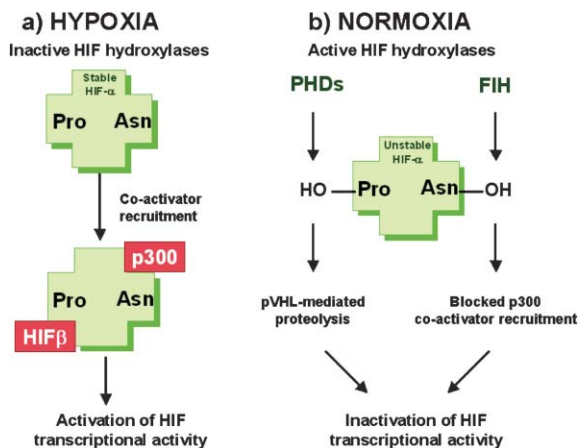 a) HYPOXIA
Inactive HIF hydroxylases
Stable
HIF-α
Pro Asn
Co-activator
recruitment
p300
Pro Asn
HIFβ
Activation of HIF
transcriptional activity
b) NORMOXIA
Active HIF hydroxylases
PHDs FIH
Unstable
HIF-α
HO Pro Asn OH
pVHL-mediated
proteolysis
Blocked p300
co-activator recruitment
Inactivation of HIF
transcriptional activity